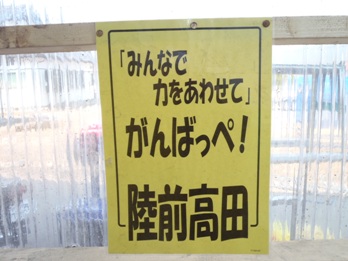 「みんなで
力をあわせて」
がんばっぺ!
陸前高田